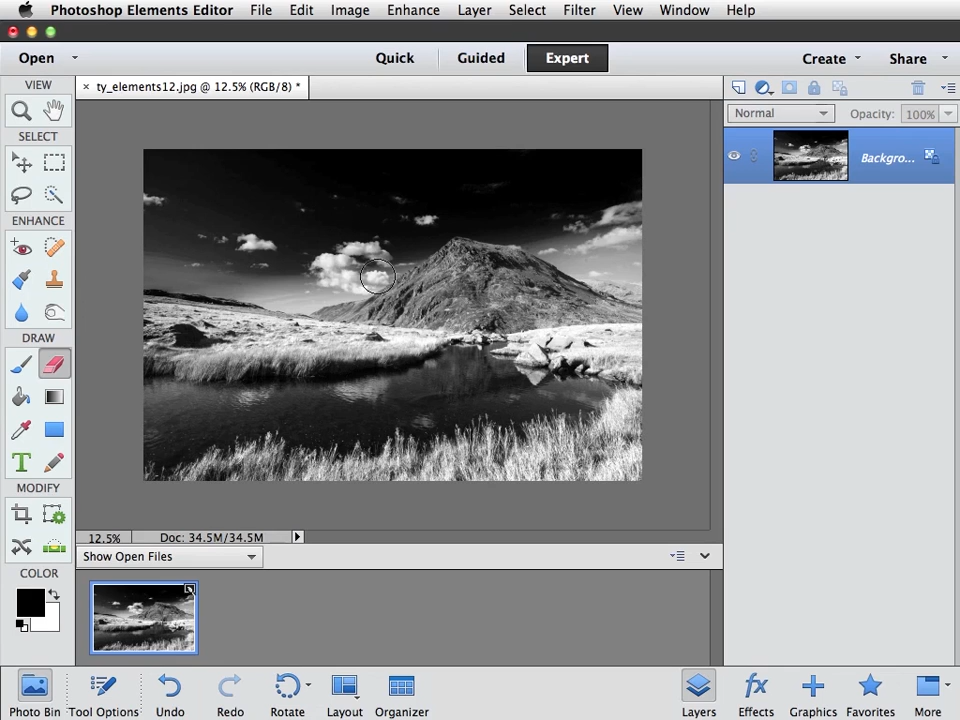 Photoshop Elements Editor File Edit Image Enhance Layer Select Filter View Window Help
Open Quick Guided Expert Create Share
VIEW
× ty_elements12.jpg @ 12.5% (RGB/8) *
Normal Opacity: 100%
SELECT
Backgro...
ENHANCE
DRAW
T
MODIFY
12.5% Doc: 34.5M/34.5M
Show Open Files
COLOR
fx
Photo Bin Tool Options Undo Redo Rotate Layout Organizer Layers Effects Graphics Favorites More